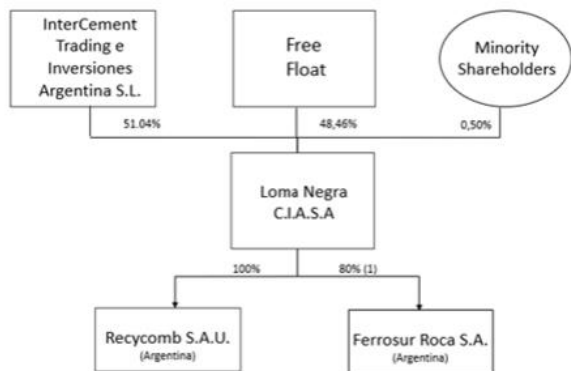 InterCement
Trading e
Inversiones
Argentina S.L.
Free
Float
Minority
Shareholders
51.04%
48,46%
0,50%
Loma Negra
C.I.A.S.A
100%
80% (1)
Recycomb S.A.U.
(Argentina)
Ferrosur Roca S.A.
(Argentina)